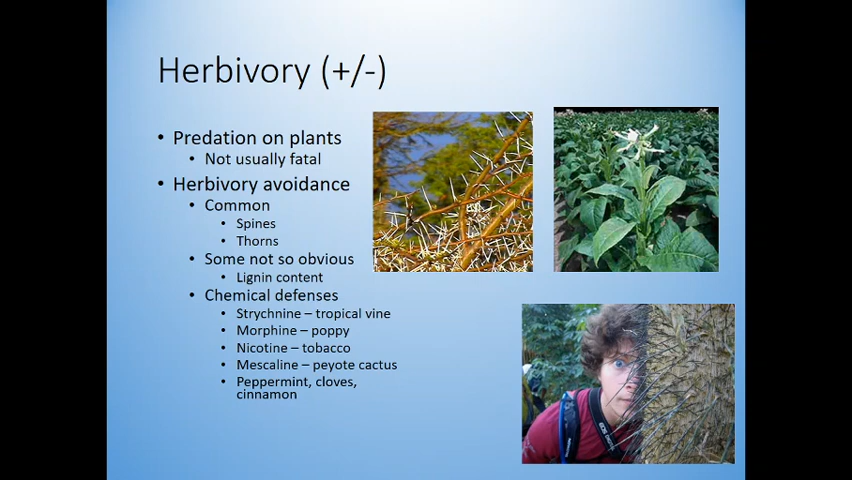 Herbivory (+/-)
• Predation on plants
• Not usually fatal
• Herbivory avoidance
• Common
• Spines
• Thorns
• Some not so obvious
• Lignin content
• Chemical defenses
• Strychnine – tropical vine
• Morphine – poppy
• Nicotine – tobacco
• Mescaline – peyote cactus
• Peppermint, cloves,
cinnamon